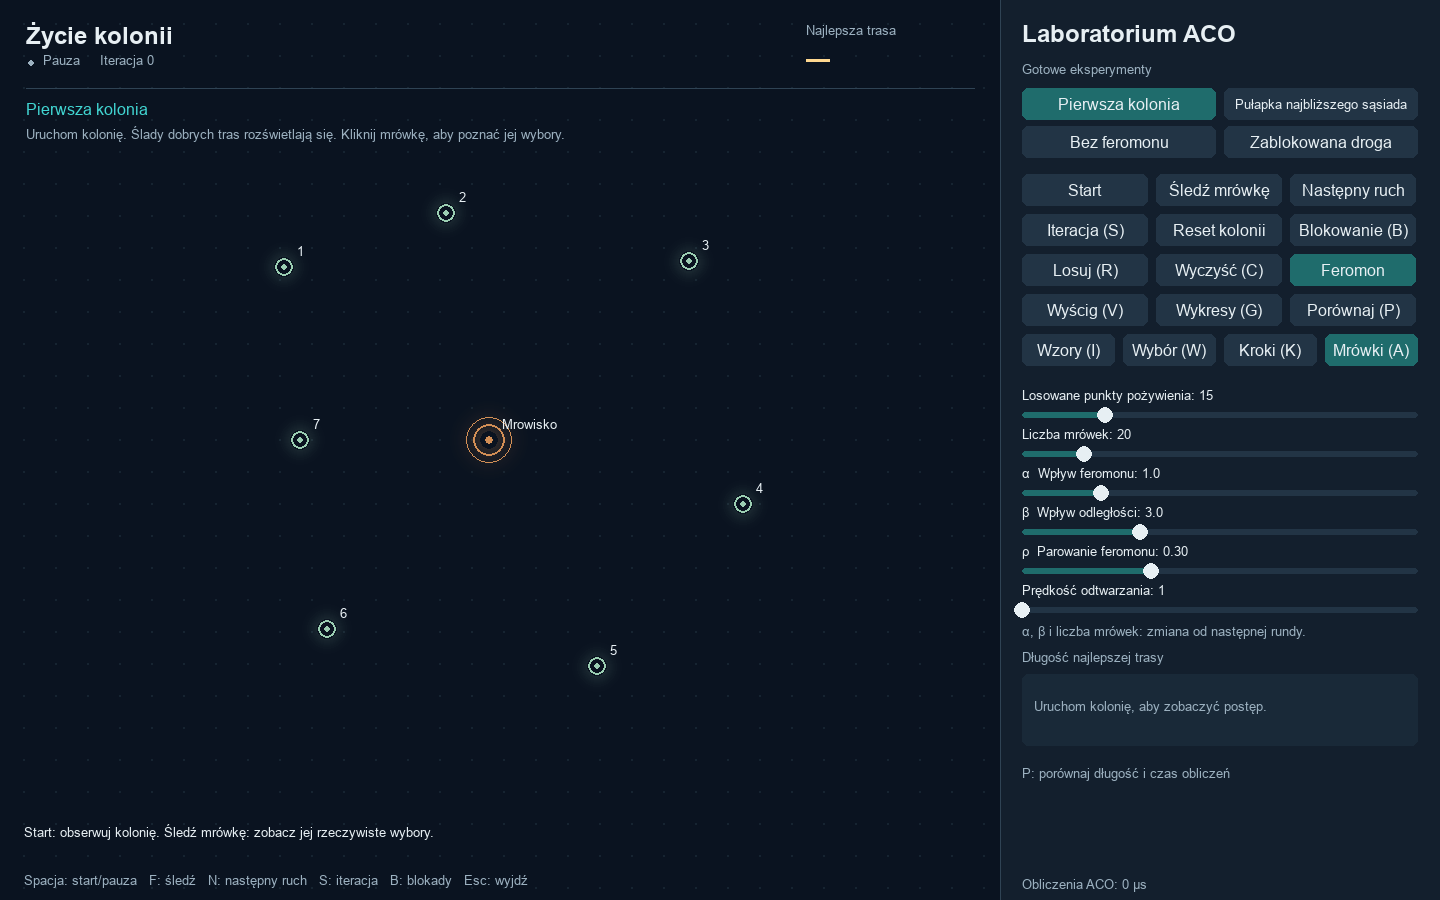 Życie kolonii
Pauza Iteracja 0
Najlepsza trasa
Pierwsza kolonia
Uruchom kolonię. Ślady dobrych tras rozświetlają się. Kliknij mrówkę, aby poznać jej wybory.
2
1
3
7
Mrowisko
4
6
5
Start: obserwuj kolonię. Śledź mrówkę: zobacz jej rzeczywiste wybory.
Spacja: start/pauza F: śledź N: następny ruch S: iteracja B: blokady Esc: wyjdź
Laboratorium ACO
Gotowe eksperymenty
Pierwsza kolonia
Pułapka najbliższego sąsiada
Bez feromonu
Zablokowana droga
Start
Śledź mrówkę
Następny ruch
Iteracja (S)
Reset kolonii
Blokowanie (B)
Losuj (R)
Wyczyść (C)
Feromon
Wyścig (V)
Wykresy (G)
Porównaj (P)
Wzory (I)
Wybór (W)
Kroki (K)
Mrówki (A)
Losowane punkty pożywienia: 15
Liczba mrówek: 20
α Wpływ feromonu: 1.0
β Wpływ odległości: 3.0
ρ Parowanie feromonu: 0.30
Prędkość odtwarzania: 1
α, β i liczba mrówek: zmiana od następnej rundy.
Długość najlepszej trasy
Uruchom kolonię, aby zobaczyć postęp.
P: porównaj długość i czas obliczeń
Obliczenia ACO: 0 µs